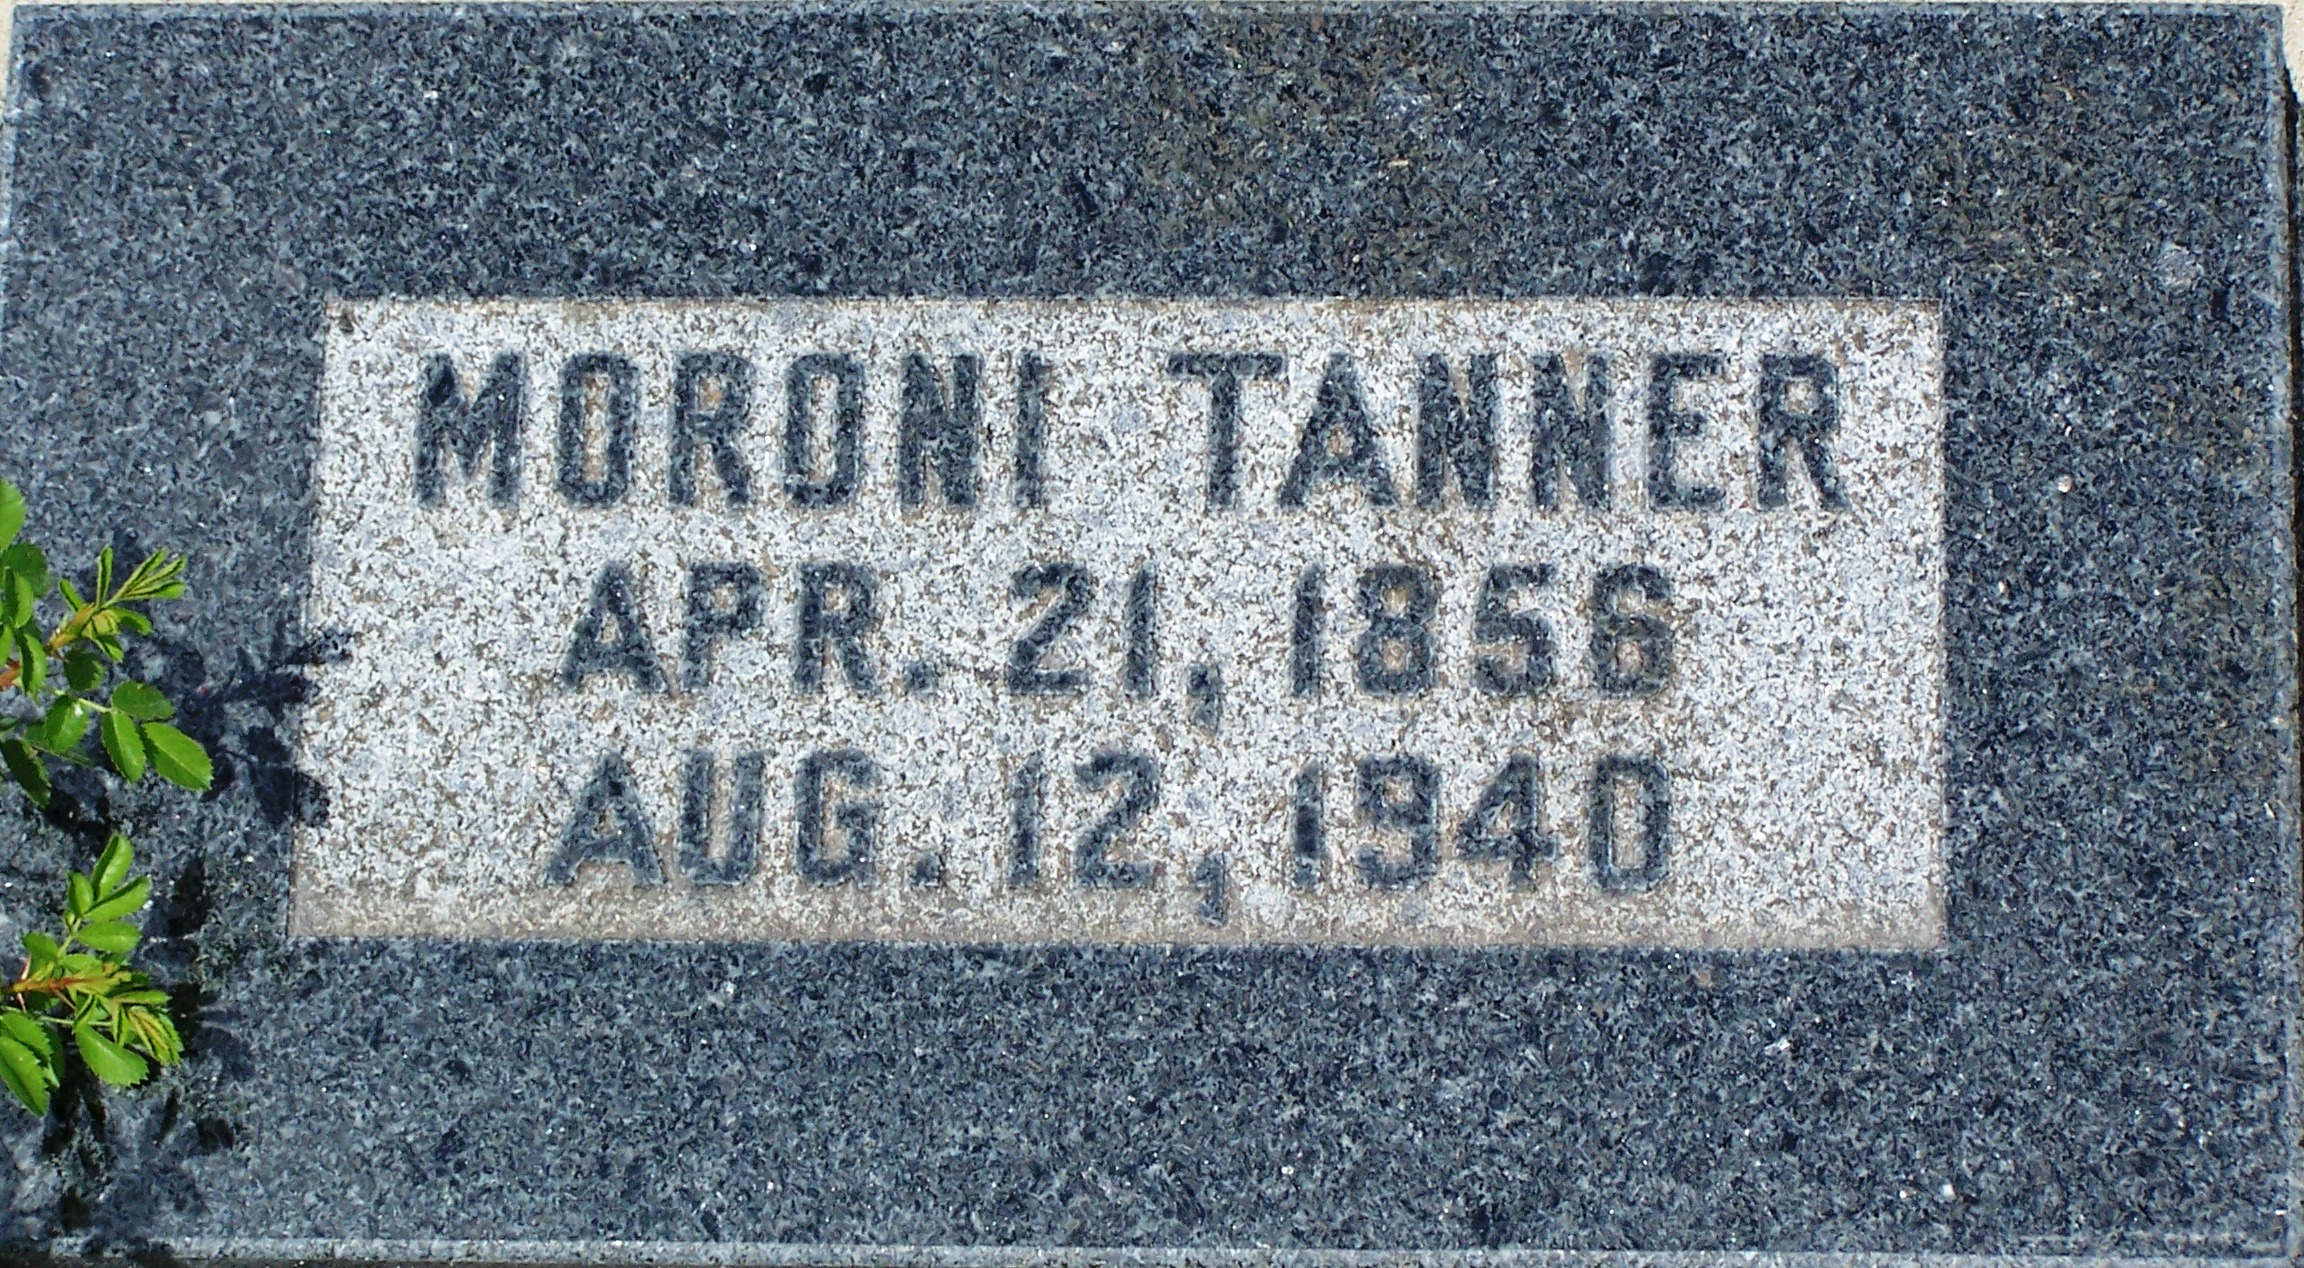 MORONI TANNER
APR. 21, 1856
AUG. 12, 1940